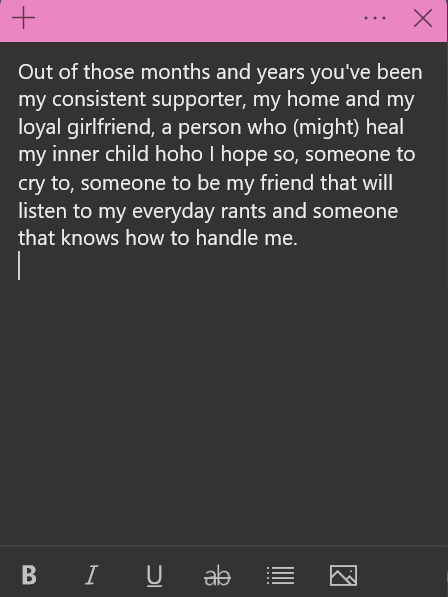 Out of those months and years you've been
my consistent supporter, my home and my
loyal girlfriend, a person who (might) heal
my inner child hoho I hope so, someone to
cry to, someone to be my friend that will
listen to my everyday rants and someone
that knows how to handle me.
B I U ab